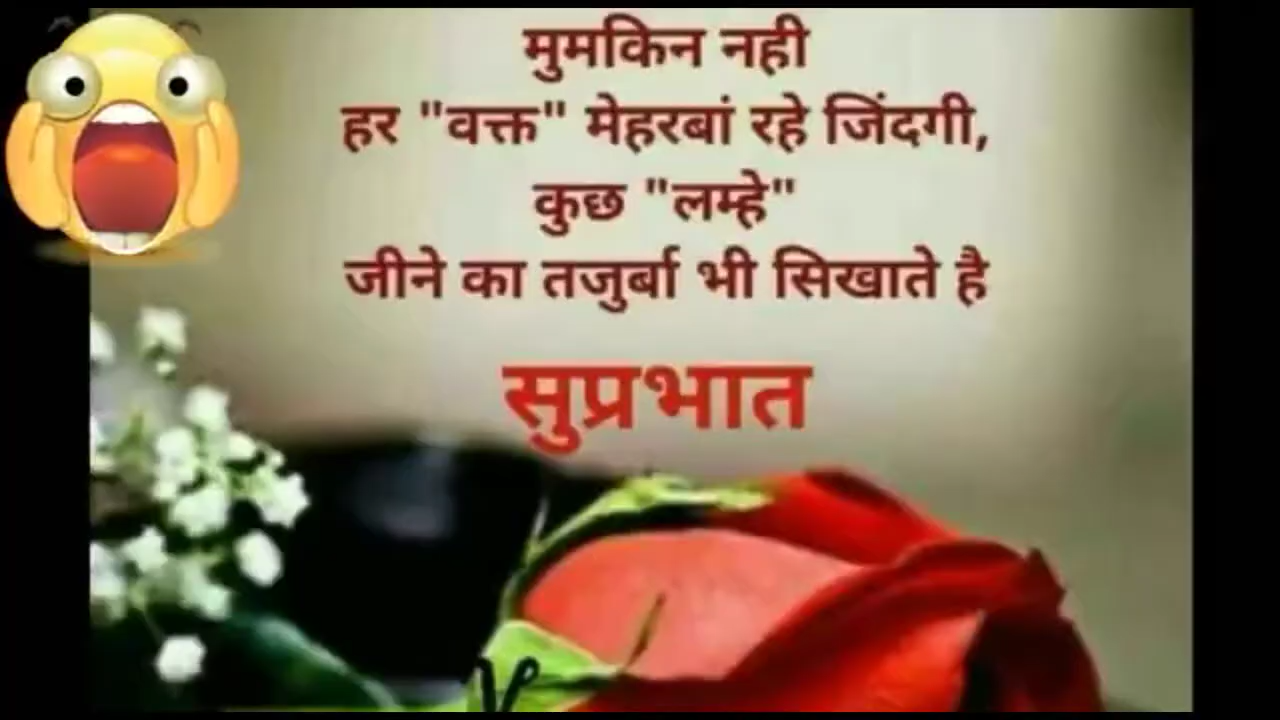 मुमकिन नही
हर "वक्त" मेहरबां रहे जिंदगी,
कुछ "लम्हे"
जीने का तजुर्बा भी सिखाते है
सुप्रभात